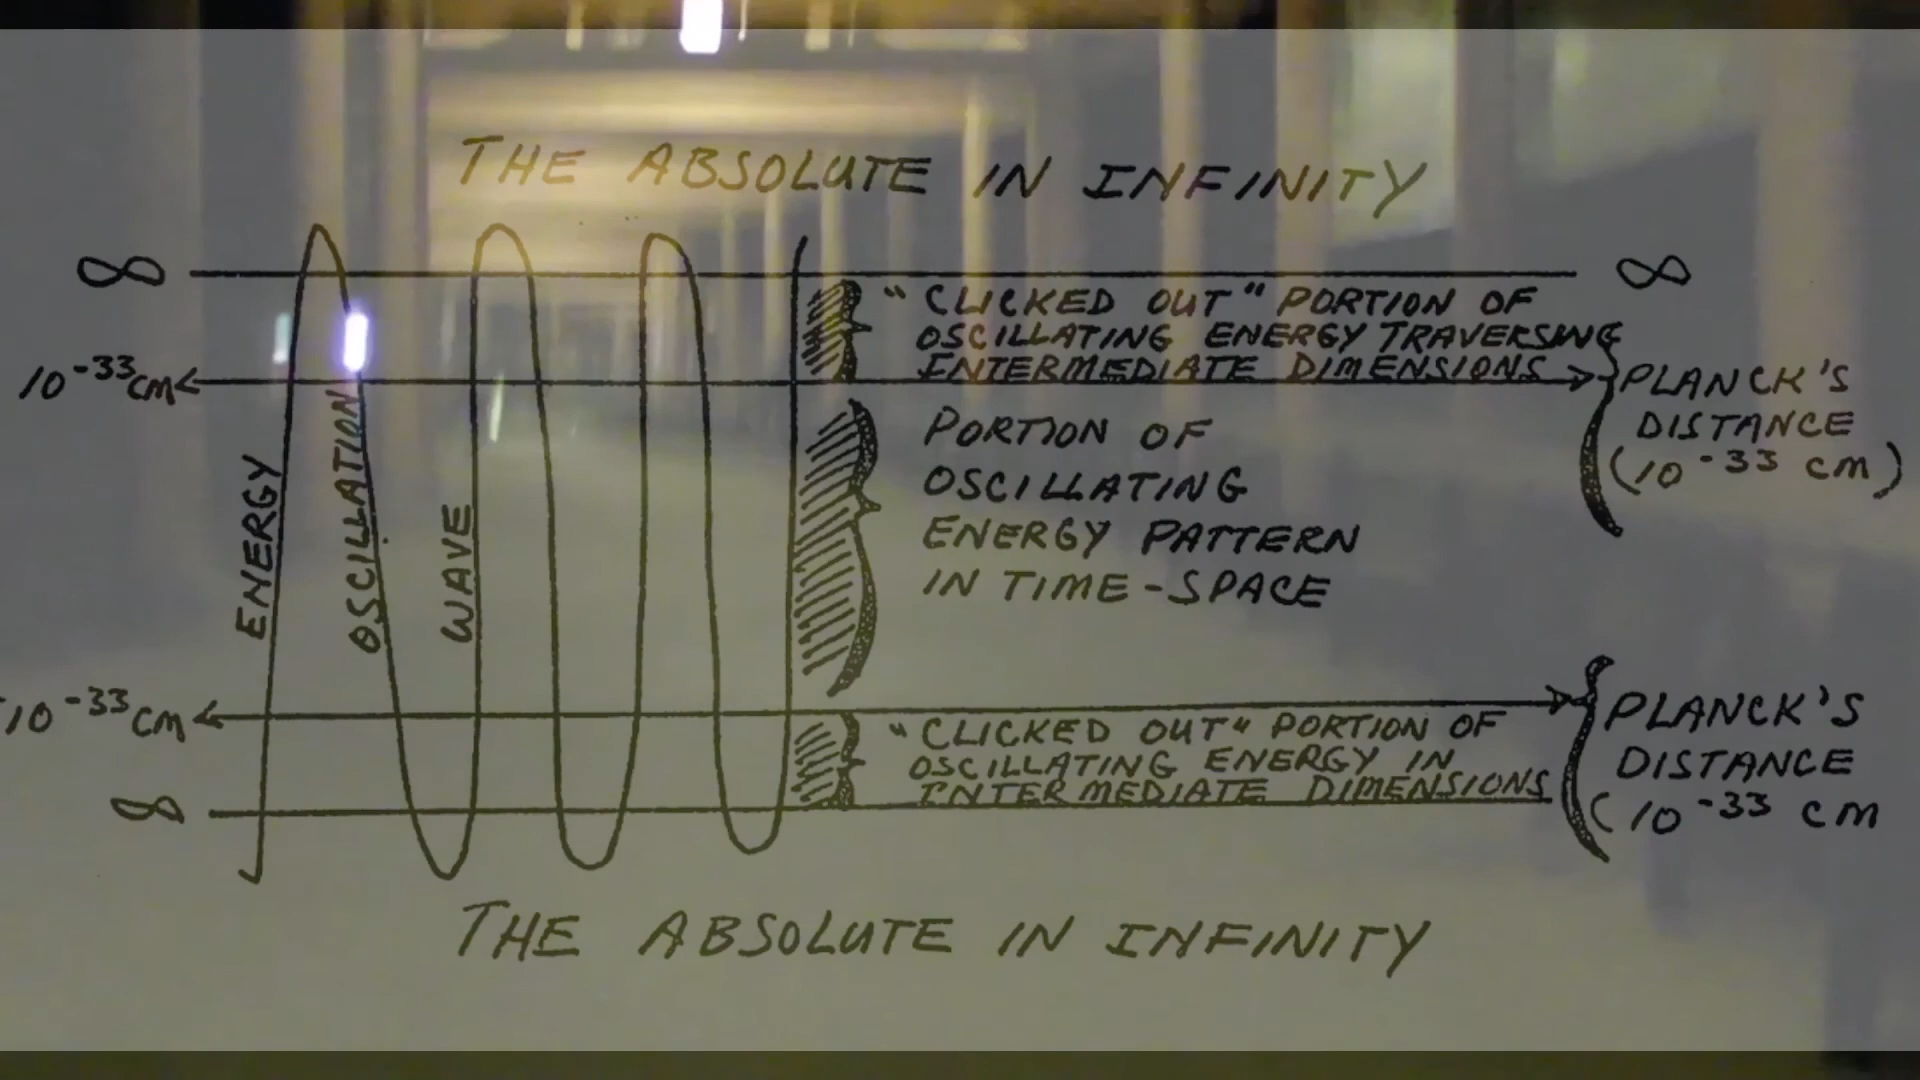 THE ABSOLUTE IN INFINITY
∞
∞
"CLICKED OUT" PORTION OF
OSCILLATING ENERGY TRAVERSING
INTERMEDIATE DIMENSIONS
10⁻³³cm
PLANCK'S
DISTANCE
(10⁻³³ cm)
PORTION OF
OSCILLATING
ENERGY PATTERN
IN TIME-SPACE
ENERGY
OSCILLATION
WAVE
10⁻³³cm
"CLICKED OUT" PORTION OF
OSCILLATING ENERGY IN
INTERMEDIATE DIMENSIONS
PLANCK'S
DISTANCE
(10⁻³³ cm
∞
THE ABSOLUTE IN INFINITY